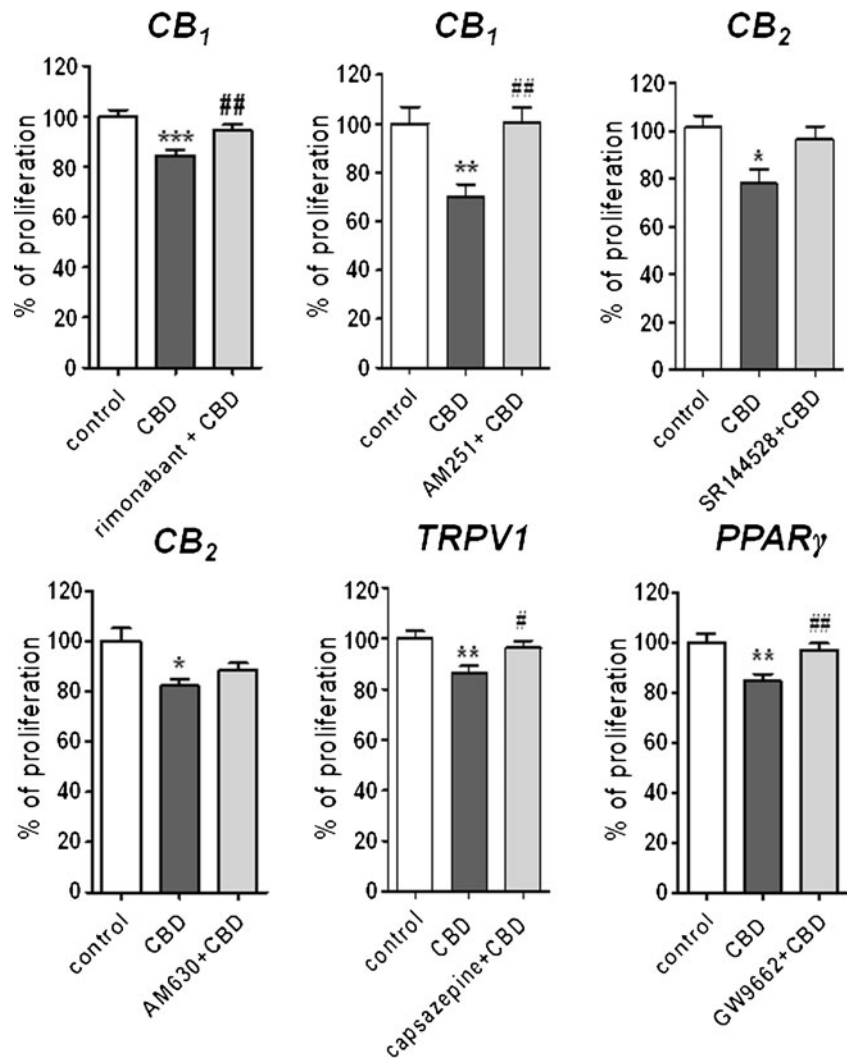 CB₁
% of proliferation
120
100
80
60
40
20
0
***
##
control
CBD
rimonabant + CBD
CB₁
% of proliferation
120
100
80
60
40
20
0
**
##
control
CBD
AM251+ CBD
CB₂
% of proliferation
120
100
80
60
40
20
0
*
control
CBD
SR144528+CBD
CB₂
% of proliferation
120
100
80
60
40
20
0
*
control
CBD
AM630+CBD
TRPV1
% of proliferation
120
100
80
60
40
20
0
**
#
control
CBD
capsazepine+CBD
PPARγ
% of proliferation
120
100
80
60
40
20
0
**
##
control
CBD
GW9662+CBD